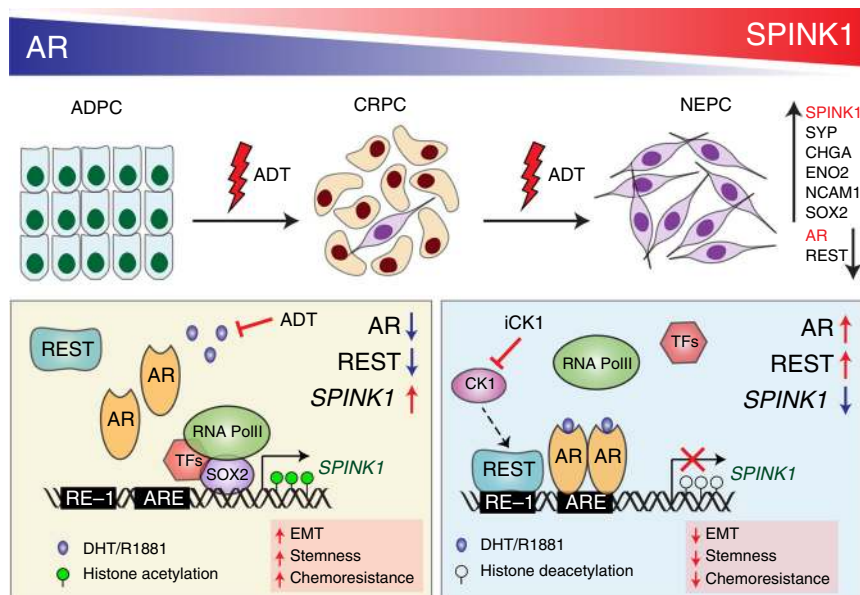 AR
SPINK1
ADPC
CRPC
NEPC
ADT
ADT
SPINK1
SYP
CHGA
ENO2
NCAM1
SOX2
AR
REST
REST
AR
AR
ADT
AR
REST
SPINK1
RNA PolII
TFs
SOX2
SPINK1
RE–1
ARE
DHT/R1881
Histone acetylation
EMT
Stemness
Chemoresistance
iCK1
CK1
RNA PolII
TFs
AR
REST
SPINK1
REST
AR
AR
SPINK1
RE–1
ARE
DHT/R1881
Histone deacetylation
EMT
Stemness
Chemoresistance